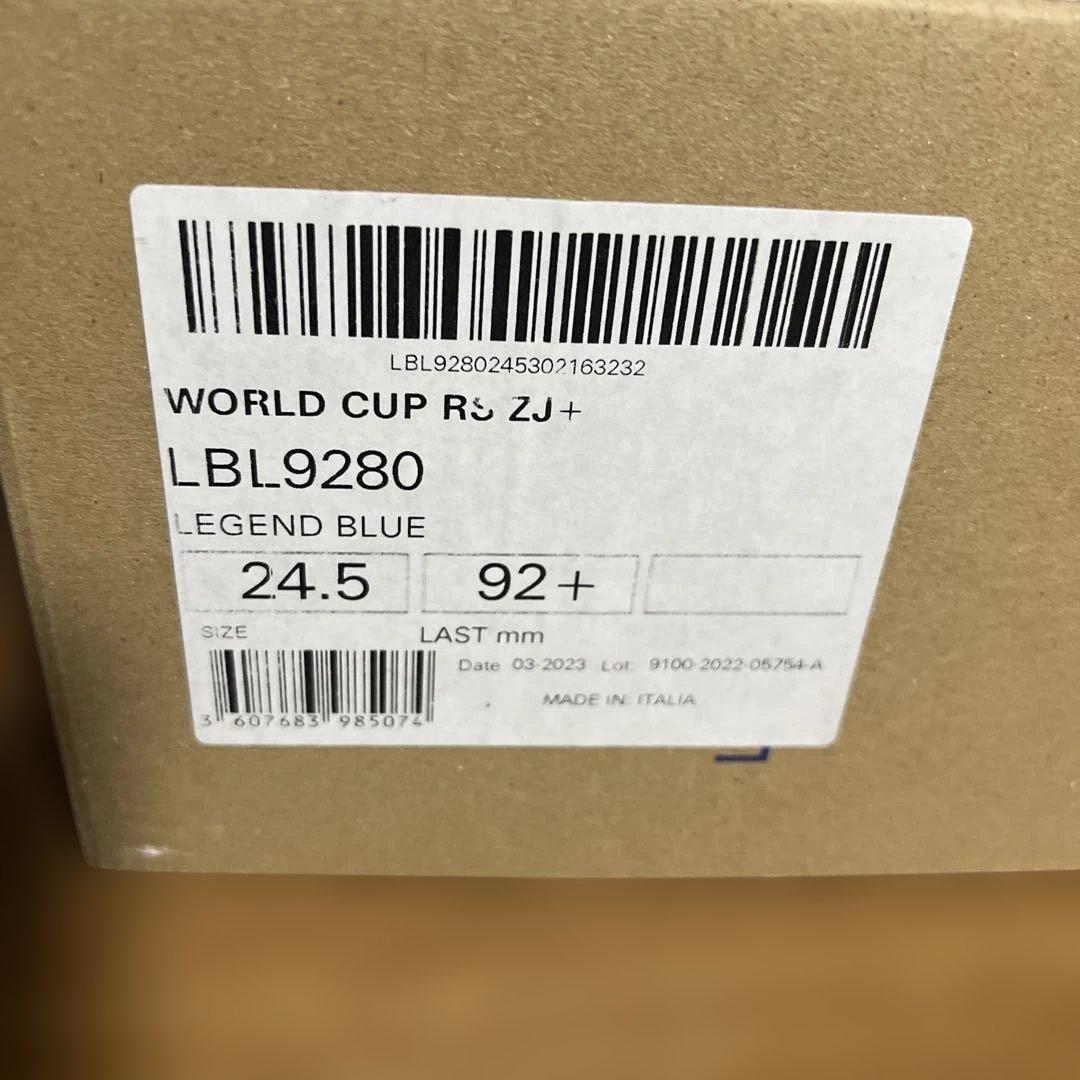 LBL9280245302163232
WORLD CUP RS ZJ+
LBL9280
LEGEND BLUE
24.5 92+
SIZE LAST mm
Date 03-2023 Lot: 9100-2022-05754-A
MADE IN: ITALIA
3 607683 985074